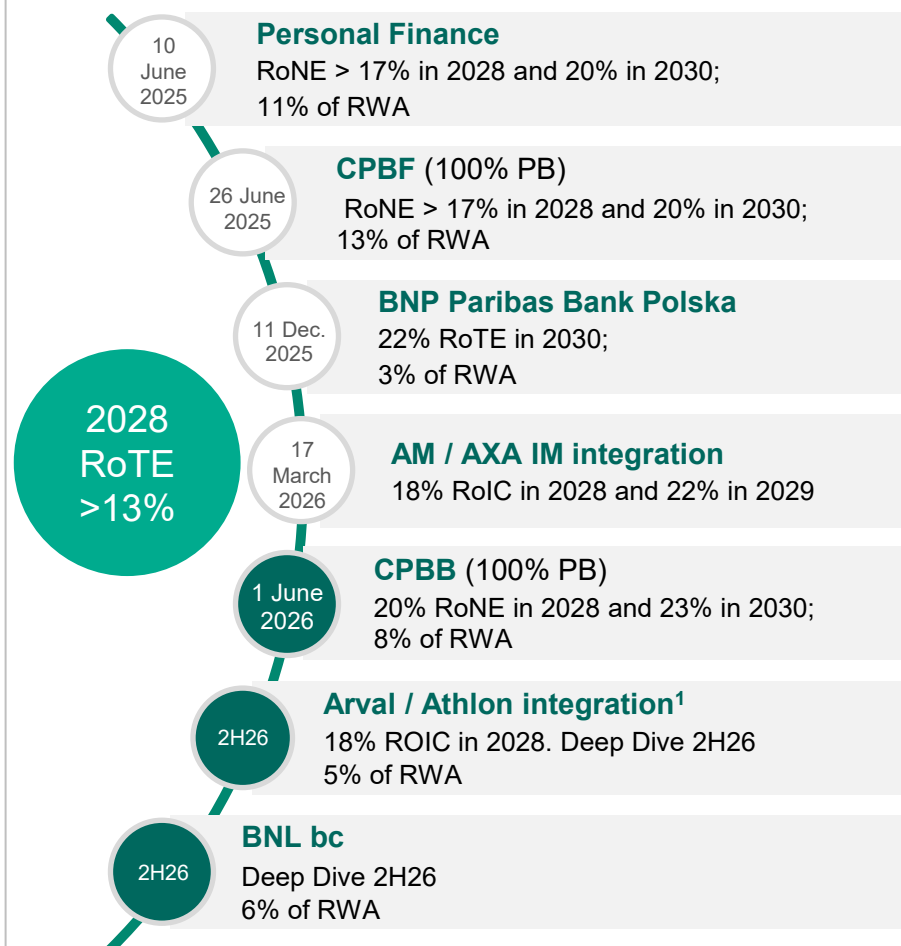 10
June
2025
Personal Finance
RoNE > 17% in 2028 and 20% in 2030;
11% of RWA
26 June
2025
CPBF (100% PB)
RoNE > 17% in 2028 and 20% in 2030;
13% of RWA
11 Dec.
2025
BNP Paribas Bank Polska
22% RoTE in 2030;
3% of RWA
2028
RoTE
>13%
17
March
2026
AM / AXA IM integration
18% RoIC in 2028 and 22% in 2029
1 June
2026
CPBB (100% PB)
20% RoNE in 2028 and 23% in 2030;
8% of RWA
2H26
Arval / Athlon integration¹
18% ROIC in 2028. Deep Dive 2H26
5% of RWA
2H26
BNL bc
Deep Dive 2H26
6% of RWA